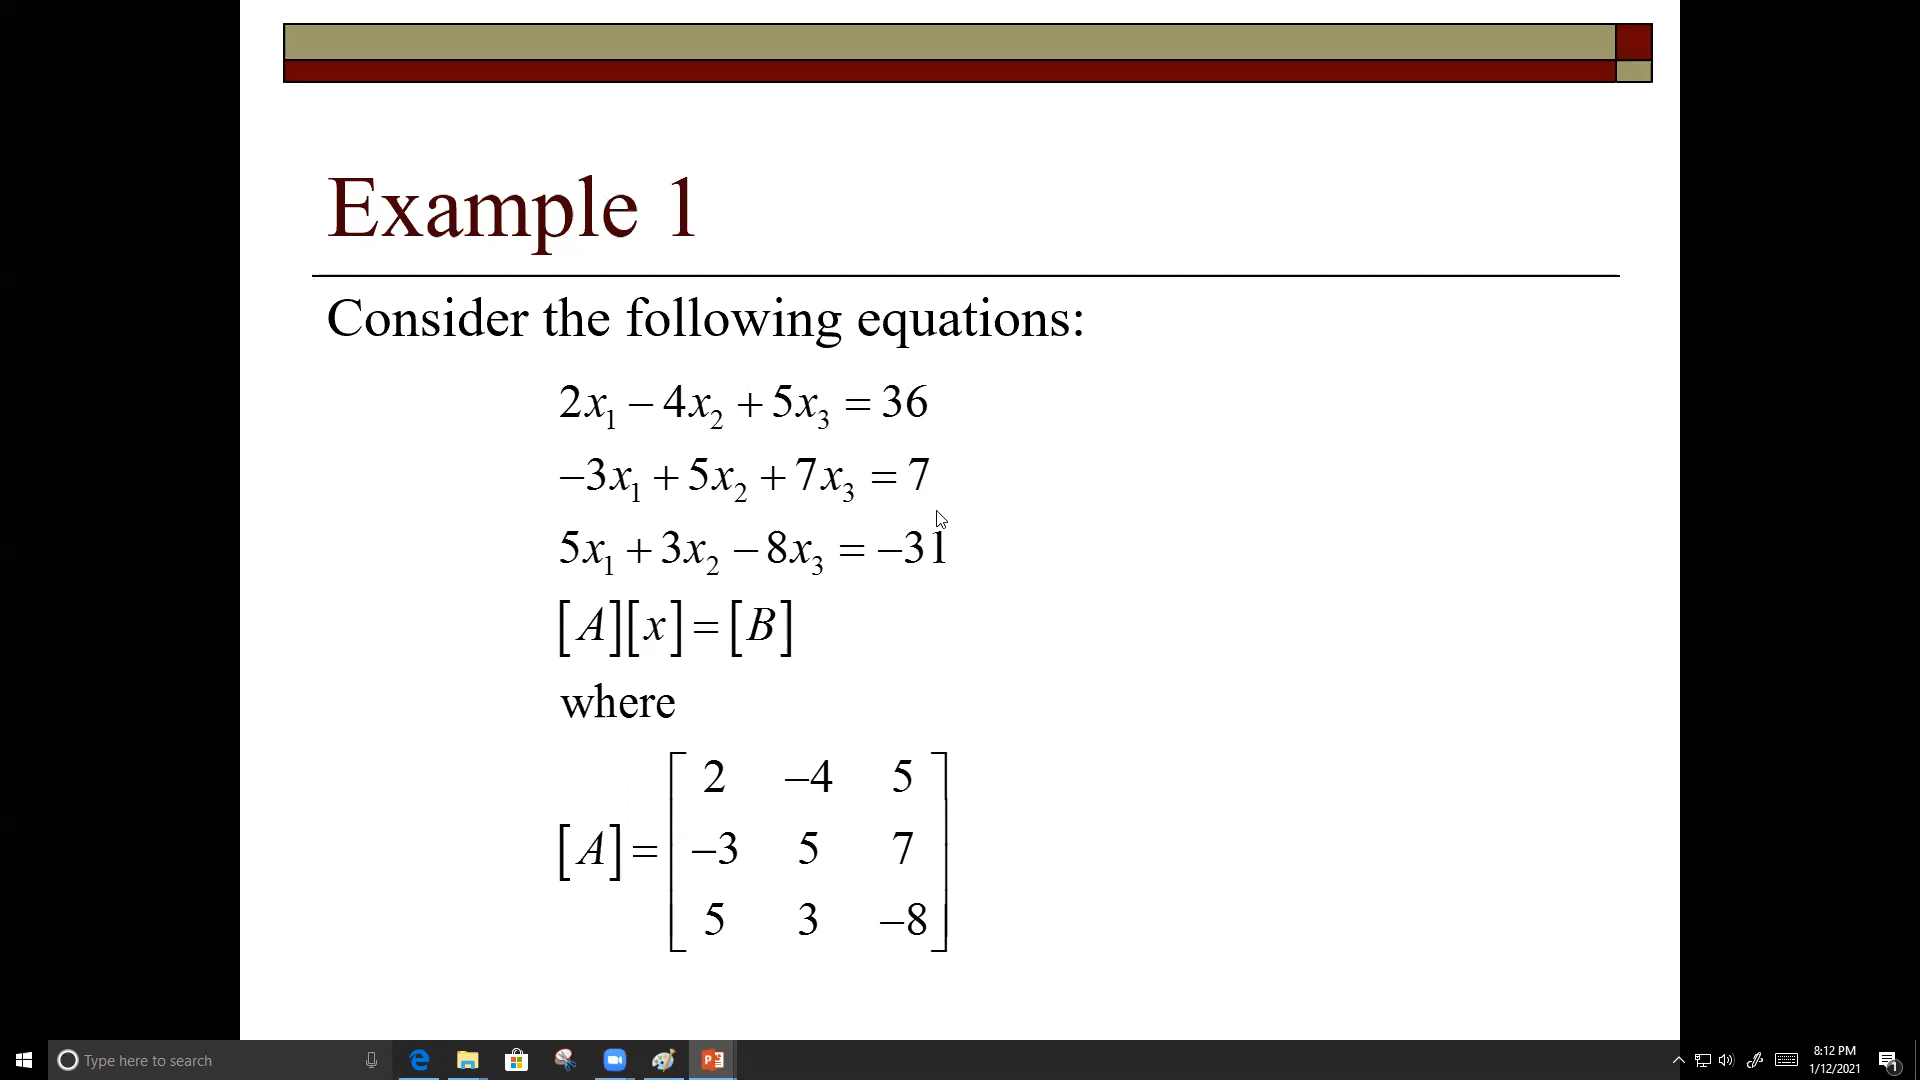 Example 1
Consider the following equations:
2x₁ − 4x₂ + 5x₃ = 36
−3x₁ + 5x₂ + 7x₃ = 7
5x₁ + 3x₂ − 8x₃ = −31
[A][x] = [B]
where
[A] = [2 −4 5
−3 5 7
5 3 −8]
Type here to search
8:12 PM
1/12/2021
1